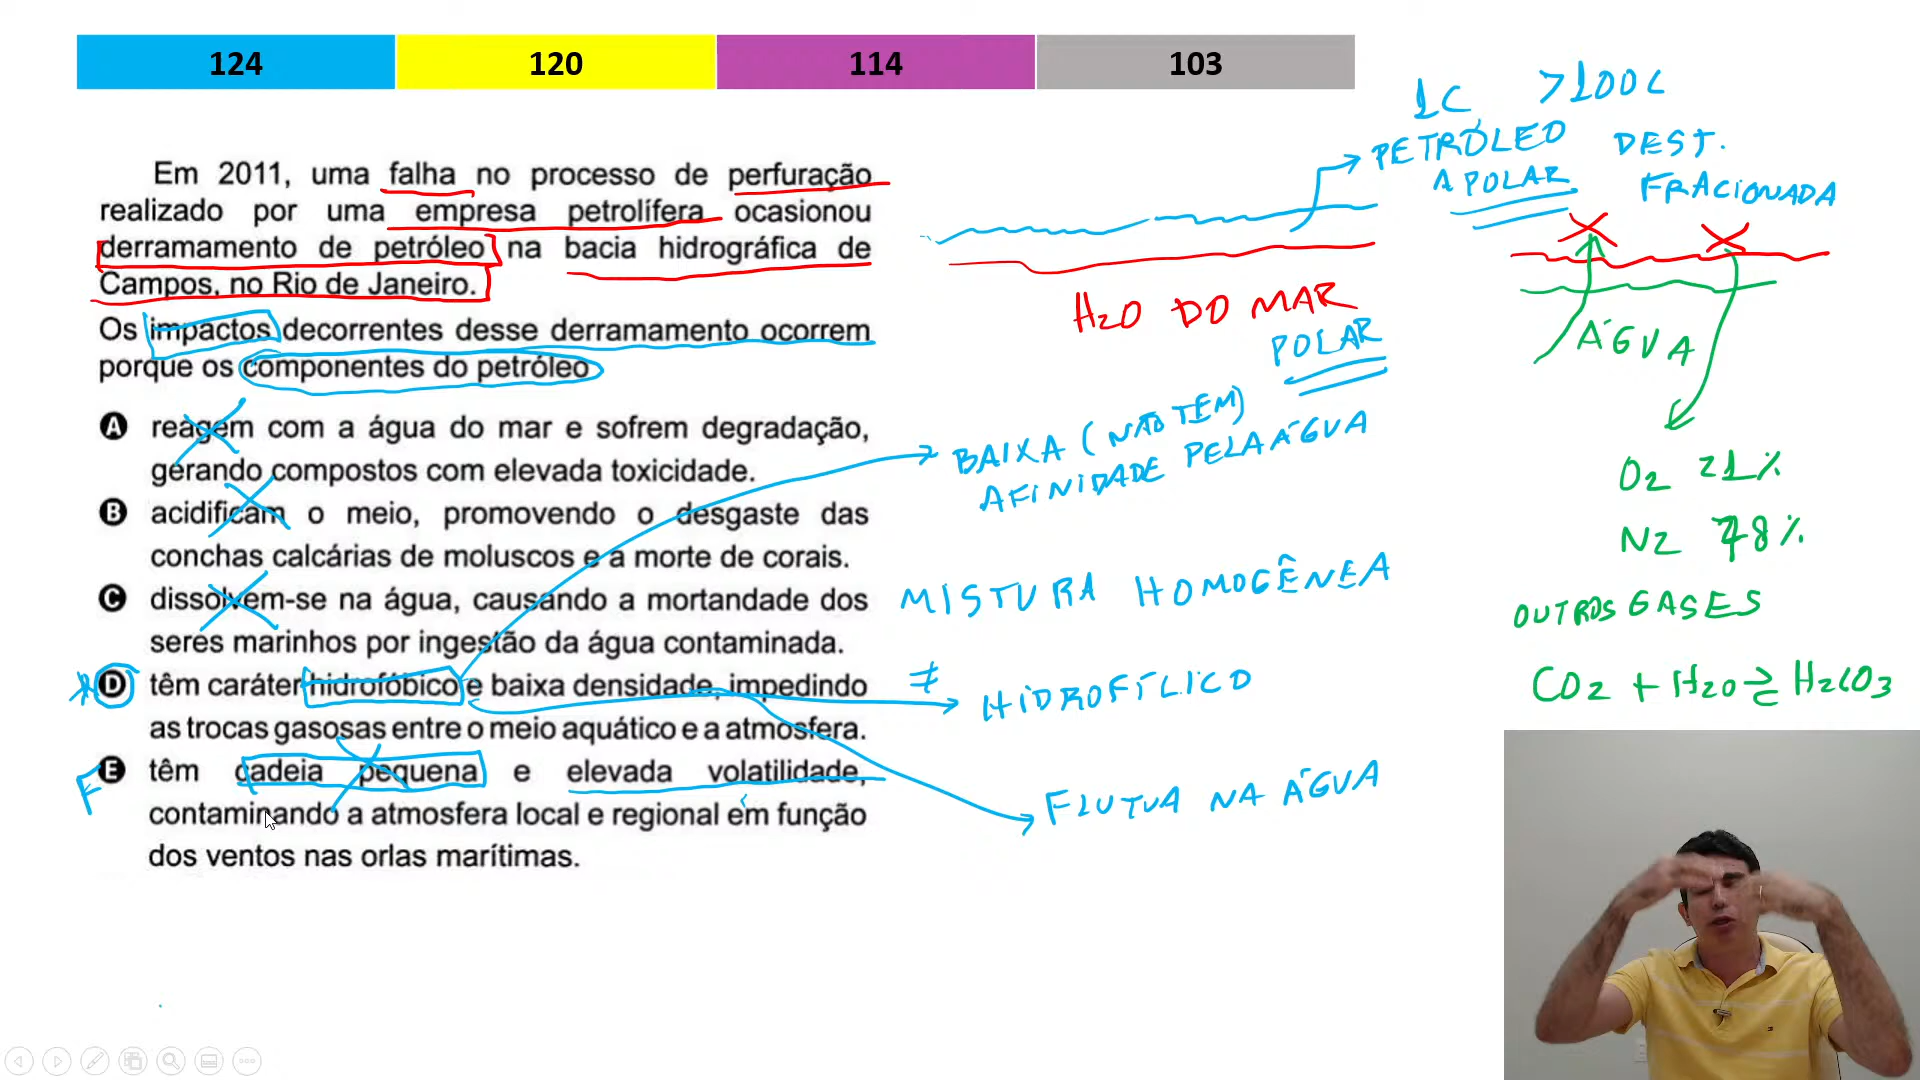 124 120 114 103
Em 2011, uma falha no processo de perfuração
realizado por uma empresa petrolífera ocasionou
derramamento de petróleo na bacia hidrográfica de
Campos, no Rio de Janeiro.
Os impactos decorrentes desse derramamento ocorrem
porque os componentes do petróleo
A reagem com a água do mar e sofrem degradação,
gerando compostos com elevada toxicidade.
B acidificam o meio, promovendo o desgaste das
conchas calcárias de moluscos e a morte de corais.
C dissolvem-se na água, causando a mortandade dos
seres marinhos por ingestão da água contaminada.
D têm caráter hidrofóbico e baixa densidade, impedindo
as trocas gasosas entre o meio aquático e a atmosfera.
F E têm cadeia pequena e elevada volatilidade,
contaminando a atmosfera local e regional em função
dos ventos nas orlas marítimas.
1C >100C
PETRÓLEO
APOLAR
DEST.
FRACIONADA
H2O DO MAR
POLAR
BAIXA (NÃO TEM)
AFINIDADE PELA ÁGUA
MISTURA HOMOGÊNEA
≠ HIDROFÍLICO
FLUTUA NA ÁGUA
ÁGUA
O2 21%
N2 78%
OUTROS GASES
CO2 + H2O ⇌ H2CO3